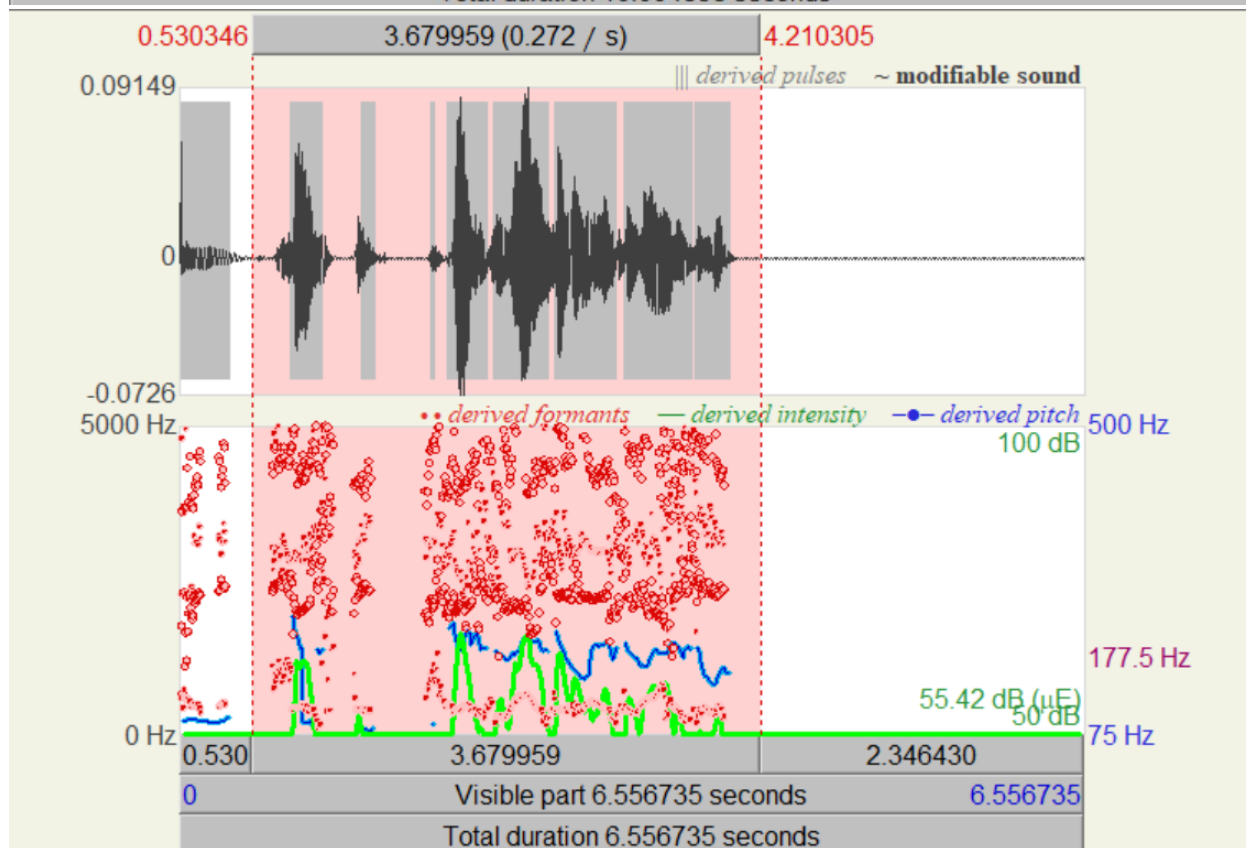 0.530346 3.679959 (0.272 / s) 4.210305
||| derived pulses ~ modifiable sound
0.09149
0
-0.0726
•• derived formants — derived intensity –●– derived pitch
5000 Hz 500 Hz
100 dB
177.5 Hz
55.42 dB (µE)
50 dB
0 Hz 75 Hz
0.530 3.679959 2.346430
0 Visible part 6.556735 seconds 6.556735
Total duration 6.556735 seconds